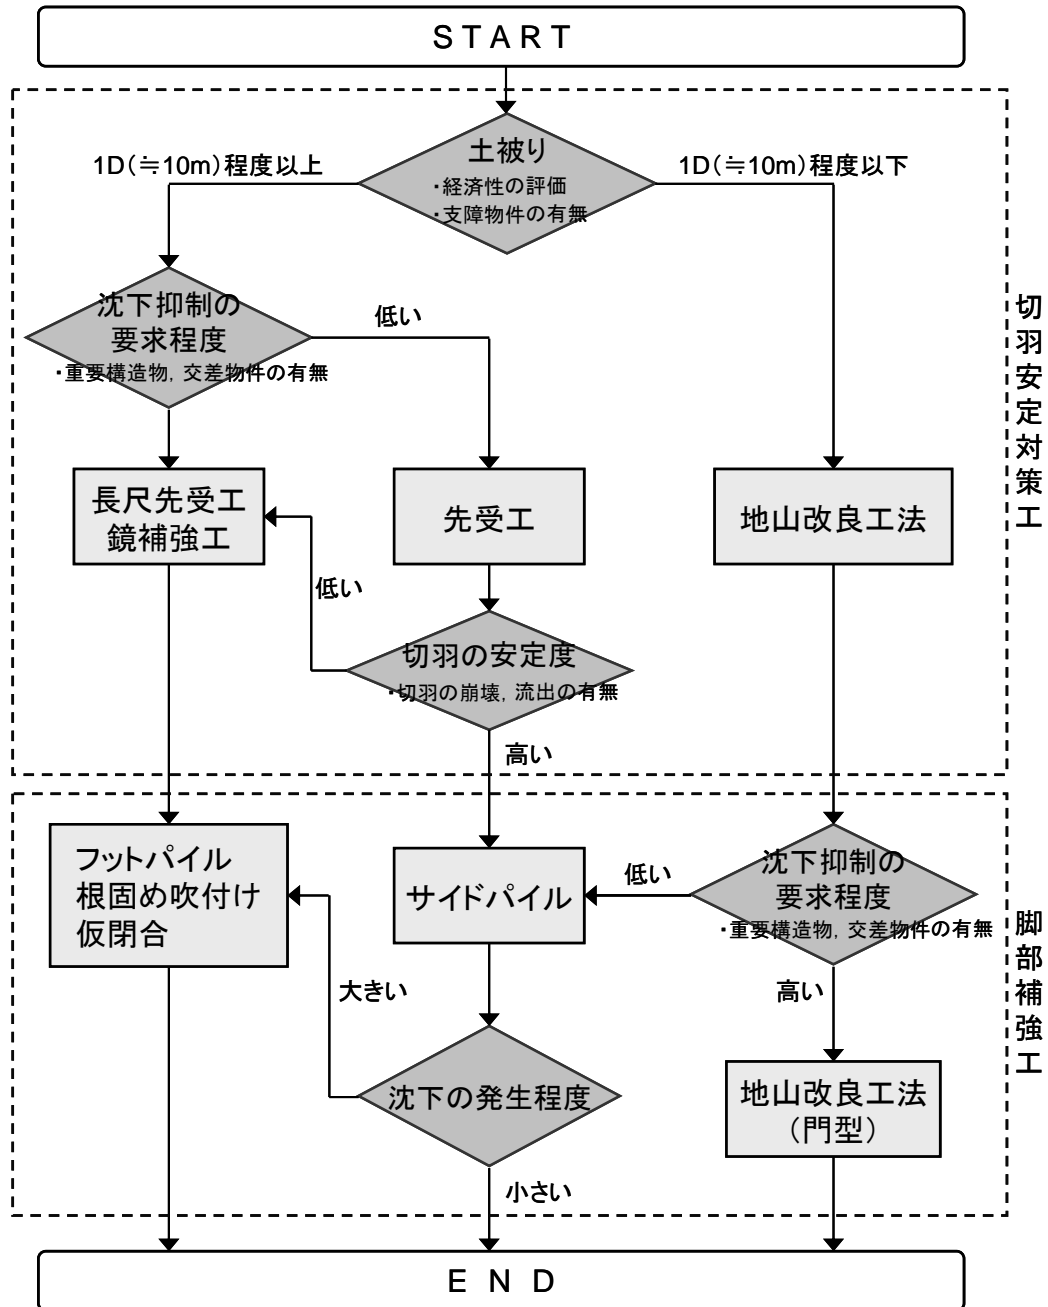 START
土被り
・経済性の評価
・支障物件の有無
1D(≒10m)程度以上
1D(≒10m)程度以下
沈下抑制の
要求程度
・重要構造物, 交差物件の有無
低い
長尺先受工
鏡補強工
先受工
地山改良工法
低い
切羽の安定度
・切羽の崩壊, 流出の有無
高い
切羽安定対策工
フットパイル
根固め吹付け
仮閉合
サイドパイル
低い
沈下抑制の
要求程度
・重要構造物, 交差物件の有無
高い
大きい
沈下の発生程度
地山改良工法
(門型)
小さい
脚部補強工
END